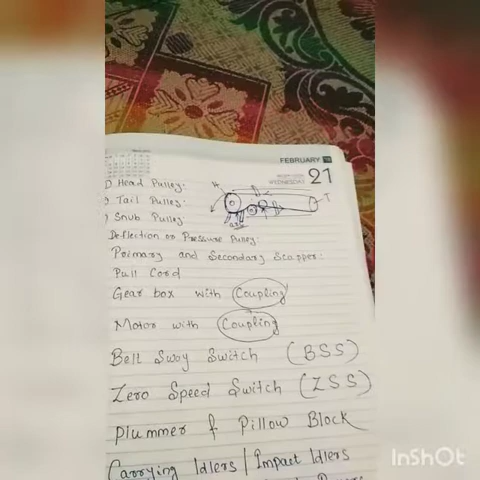 FEBRUARY
WEDNESDAY 21
Head Pulley:
Tail Pulley:
Snub Pulley
Deflection or Pressure Pulley:
Primary and Secondary Scapper:
Pull Cord
Gear box with Coupling
Motor with Coupling
Belt Sway Switch (BSS)
Zero Speed Switch (ZSS)
Plummer & Pillow Block
Carrying Idlers / Impact Idlers
InShOt